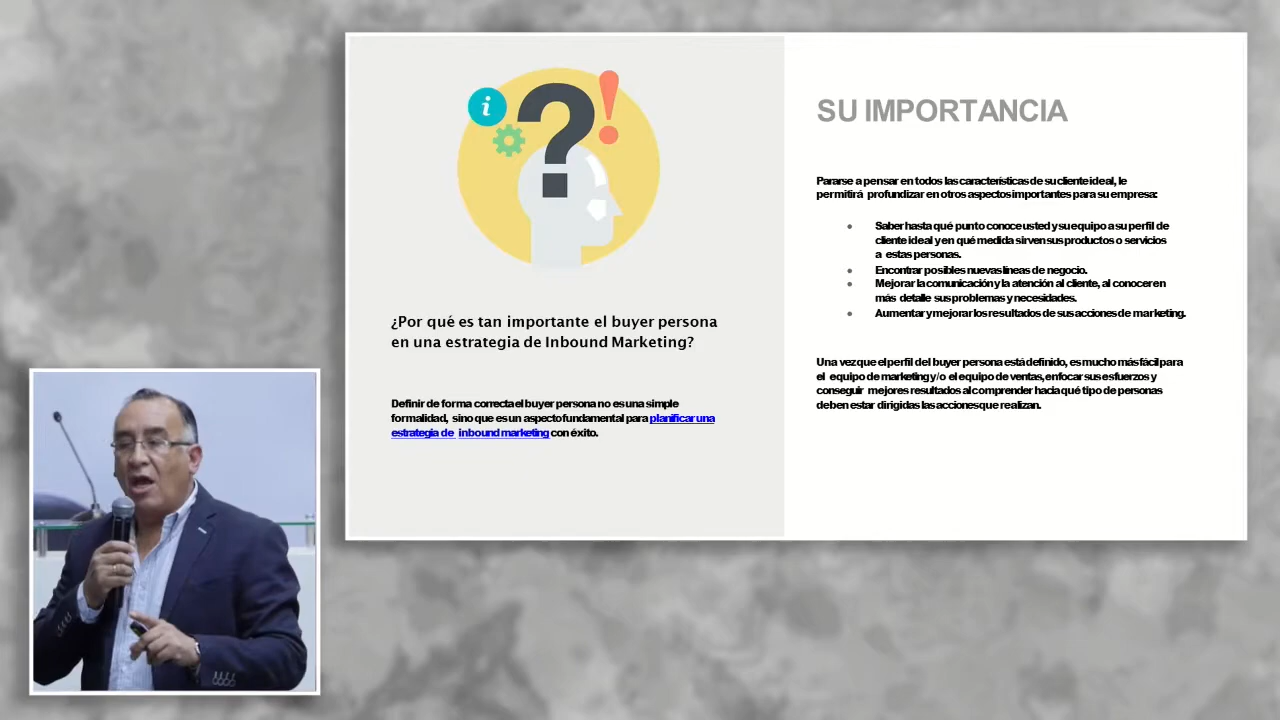 ¿Por qué es tan importante el buyer persona
en una estrategia de Inbound Marketing?
Definir de forma correcta el buyer persona no es una simple
formalidad, sino que es un aspecto fundamental para planificar una
estrategia de inbound marketing con éxito.
SU IMPORTANCIA
Pararse a pensar en todos las características de su cliente ideal, le
permitirá profundizar en otros aspectos importantes para su empresa:
● Saber hasta qué punto conoce usted y su equipo a su perfil de
cliente ideal y en qué medida sirven sus productos o servicios
a estas personas.
● Encontrar posibles nuevas líneas de negocio.
● Mejorar la comunicación y la atención al cliente, al conocer en
más detalle sus problemas y necesidades.
● Aumentar y mejorar los resultados de sus acciones de marketing.
Una vez que el perfil del buyer persona está definido, es mucho más fácil para
el equipo de marketing y/o el equipo de ventas, enfocar sus esfuerzos y
conseguir mejores resultados al comprender hacia qué tipo de personas
deben estar dirigidas las acciones que realizan.